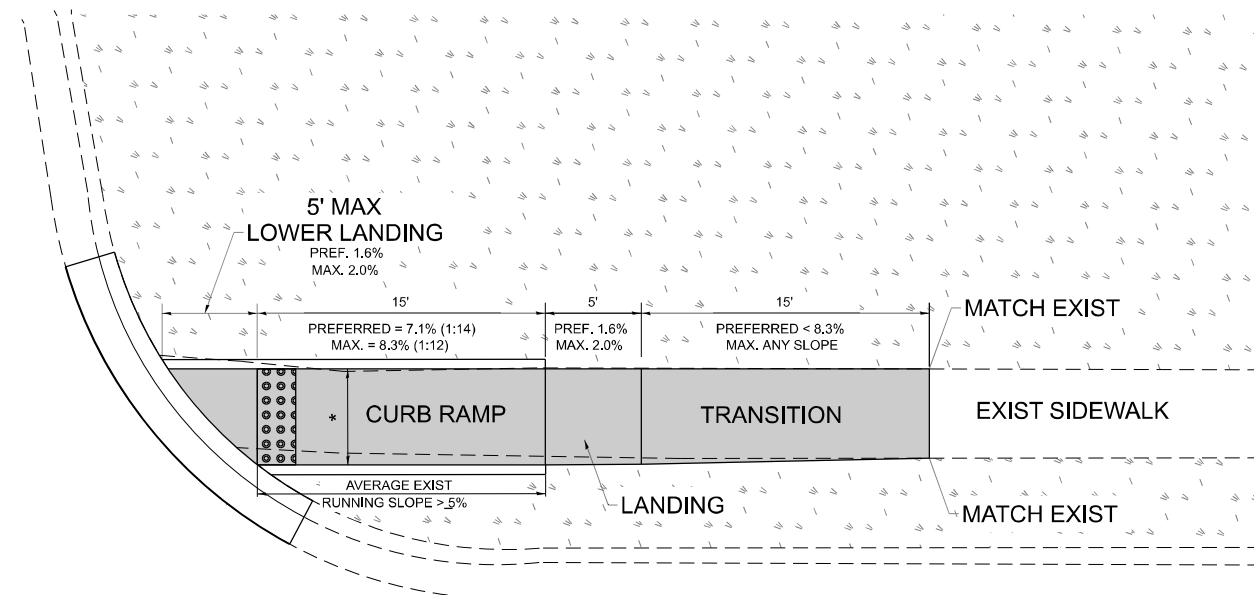 5' MAX
LOWER LANDING
PREF. 1.6%
MAX. 2.0%
15'
5'
15'
PREFERRED = 7.1% (1:14)
MAX. = 8.3% (1:12)
PREF. 1.6%
MAX. 2.0%
PREFERRED < 8.3%
MAX. ANY SLOPE
MATCH EXIST
*
CURB RAMP
TRANSITION
EXIST SIDEWALK
AVERAGE EXIST
RUNNING SLOPE > 5%
LANDING
MATCH EXIST